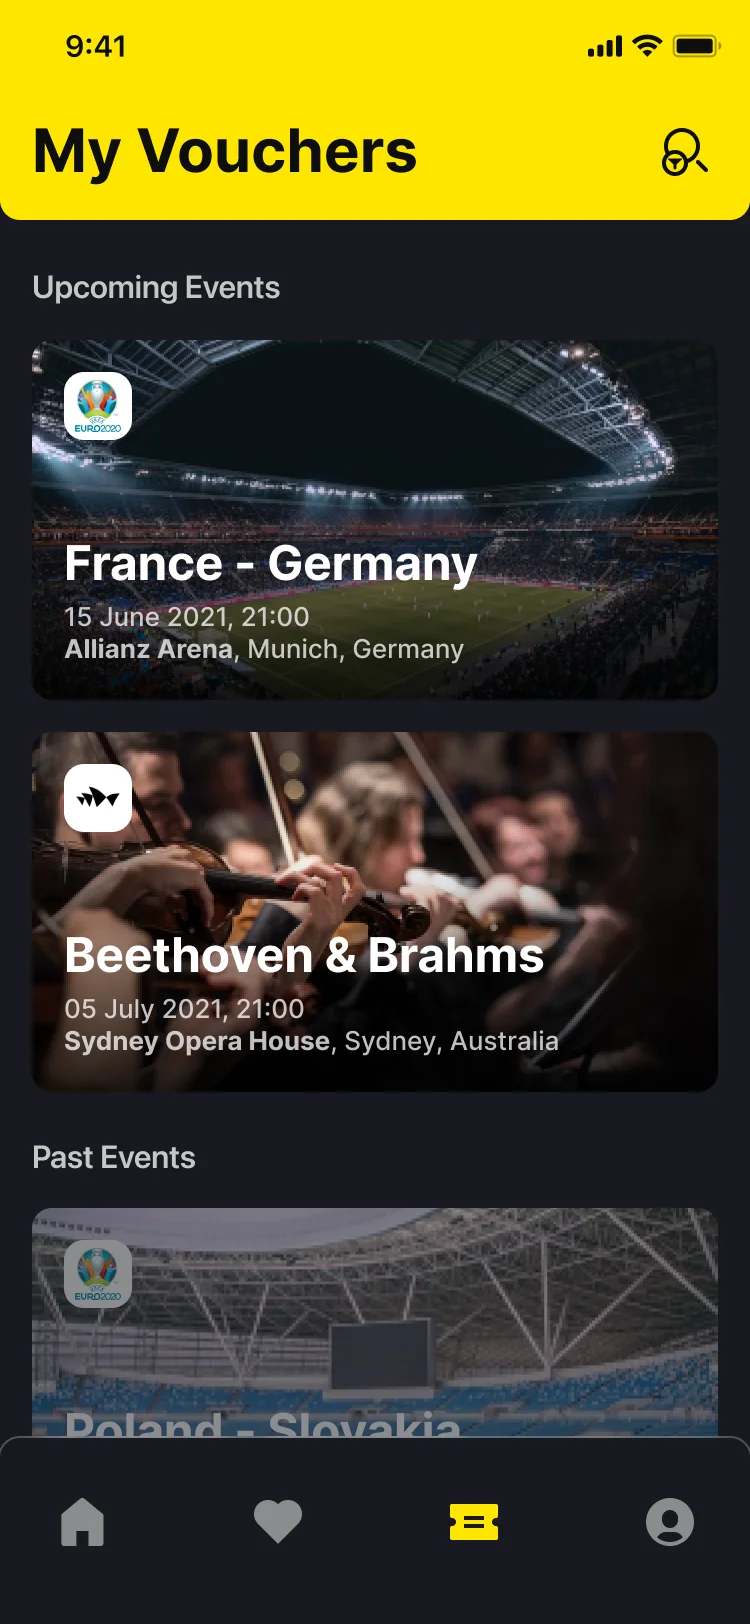 9:41
My Vouchers
Upcoming Events
EURO2020
France - Germany
15 June 2021, 21:00
Allianz Arena, Munich, Germany
Beethoven & Brahms
05 July 2021, 21:00
Sydney Opera House, Sydney, Australia
Past Events
EURO2020
Poland - Slovakia